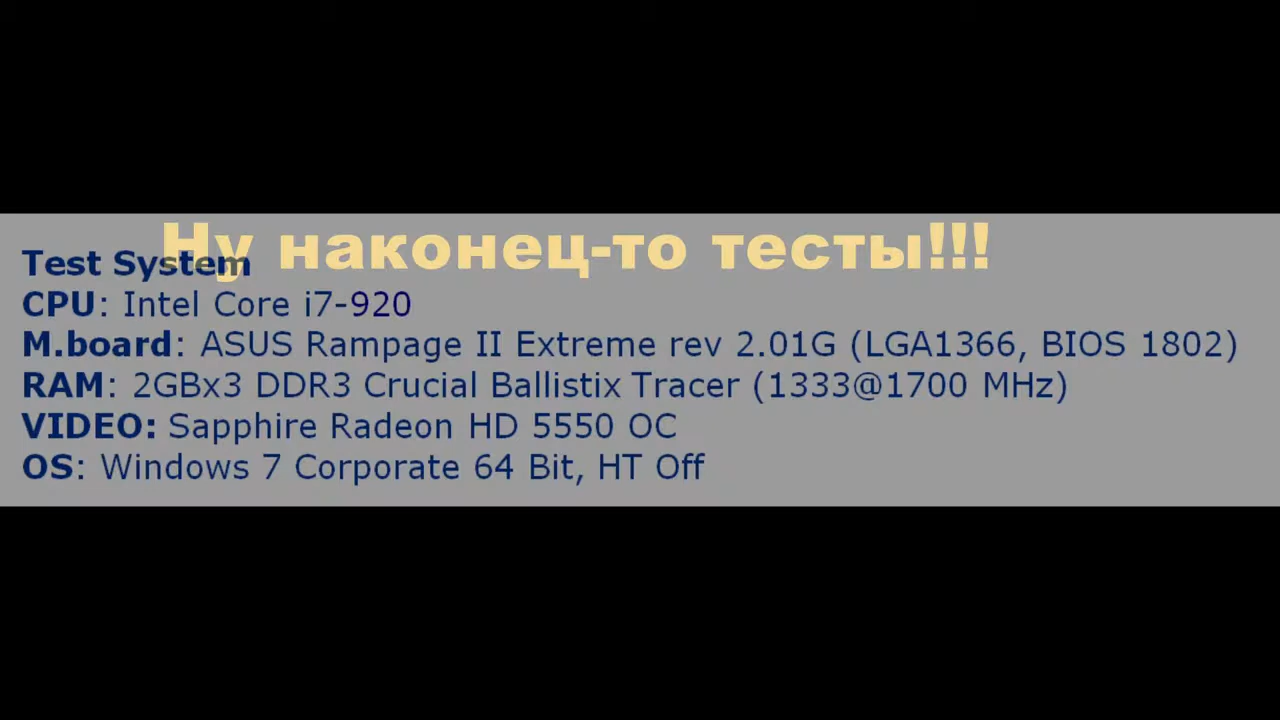 Ну наконец-то тесты!!!
Test System
CPU: Intel Core i7-920
M.board: ASUS Rampage II Extreme rev 2.01G (LGA1366, BIOS 1802)
RAM: 2GBx3 DDR3 Crucial Ballistix Tracer (1333@1700 MHz)
VIDEO: Sapphire Radeon HD 5550 OC
OS: Windows 7 Corporate 64 Bit, HT Off